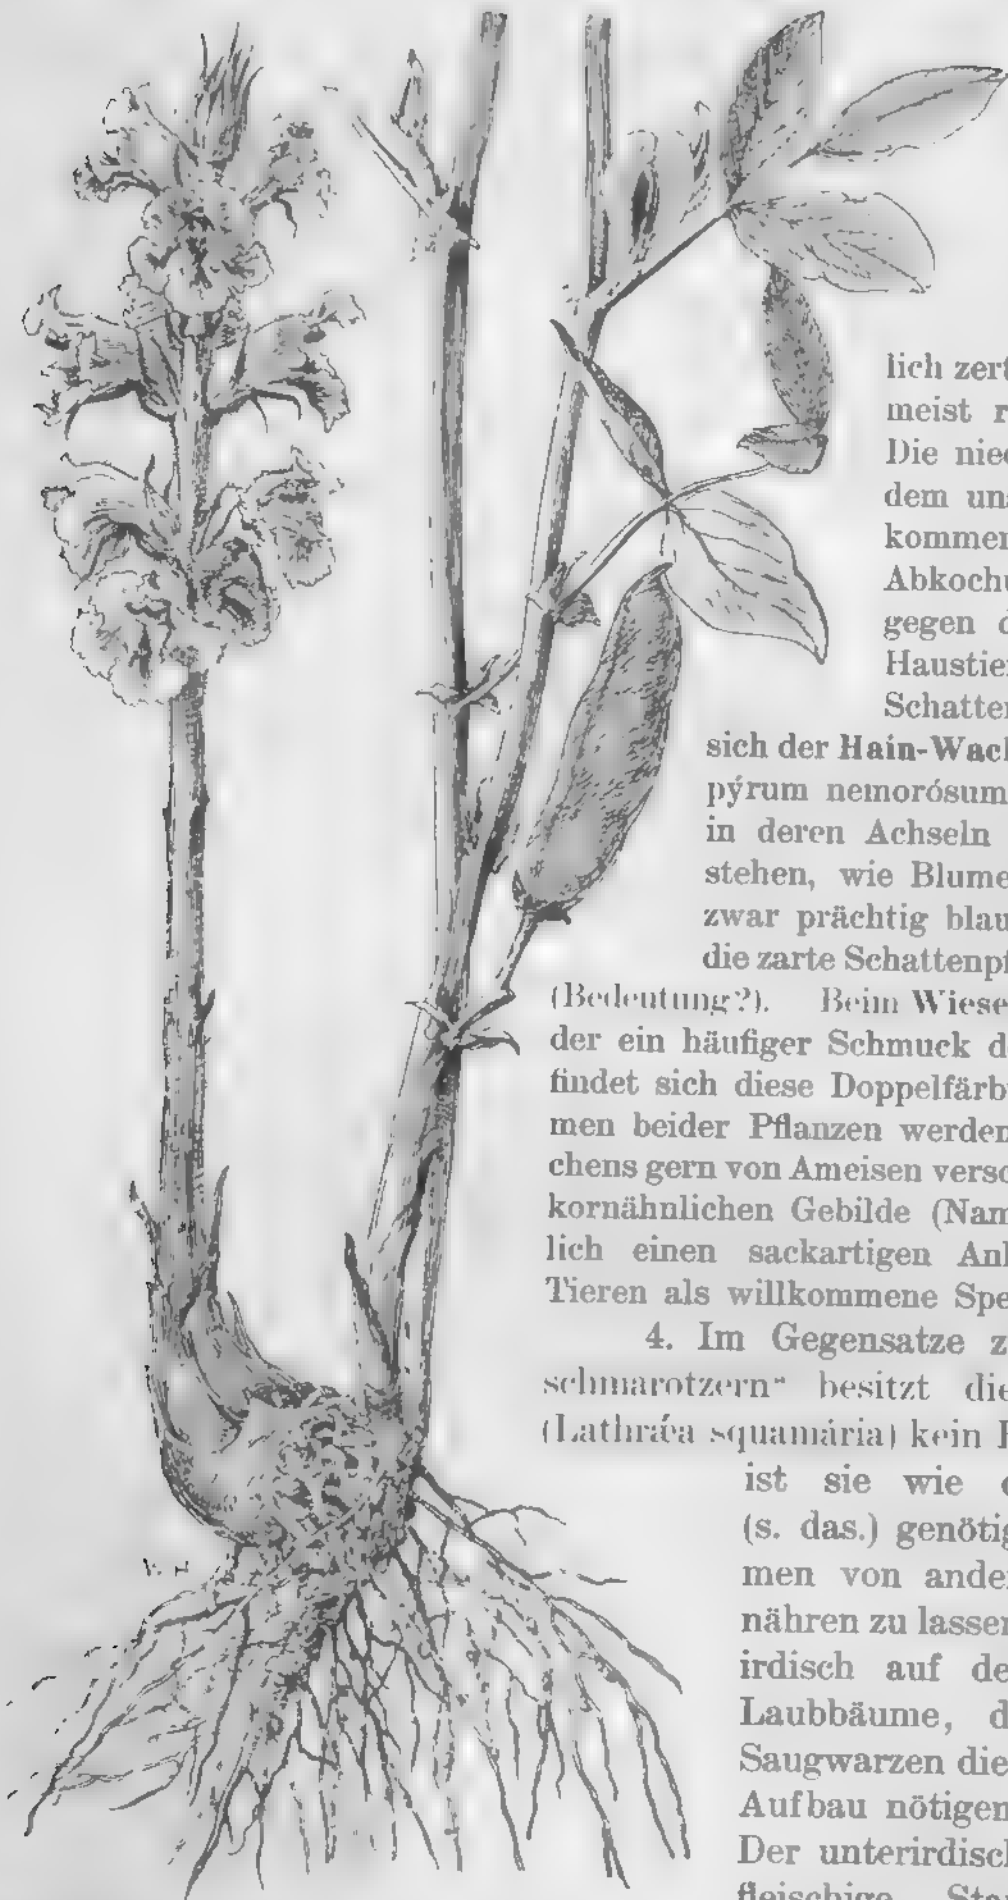 lich zert
meist r
Die nied
dem un
kommen
Abkochu
gegen d
Haustier
Schatten
sich der Hain-Wach
pýrum nemorósum
in deren Achseln
stehen, wie Blume
zwar prächtig blau
die zarte Schattenpf
(Bedeutung?). Beim Wiese
der ein häufiger Schmuck d
findet sich diese Doppelfärb
men beider Pflanzen werden
chens gern von Ameisen versc
kornähnlichen Gebilde (Nam
lich einen sackartigen Anh
Tieren als willkommene Spe
4. Im Gegensatze z
schmarotzern“ besitzt die
(Lathrǽa squamária) kein
ist sie wie d
(s. das.) genötig
men von ande
nähren zu lassen
irdisch auf de
Laubbäume, d
Saugwarzen die
Aufbau nötigen
Der unterirdisch
fleischige